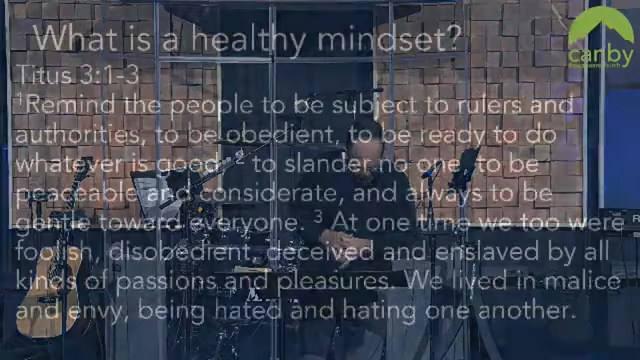 What is a healthy mindset?
Titus 3:1-3
¹Remind the people to be subject to rulers and
authorities, to be obedient, to be ready to do
whatever is good, ² to slander no one, to be
peaceable and considerate, and always to be
gentle toward everyone. ³ At one time we too were
foolish, disobedient, deceived and enslaved by all
kinds of passions and pleasures. We lived in malice
and envy, being hated and hating one another.
canby